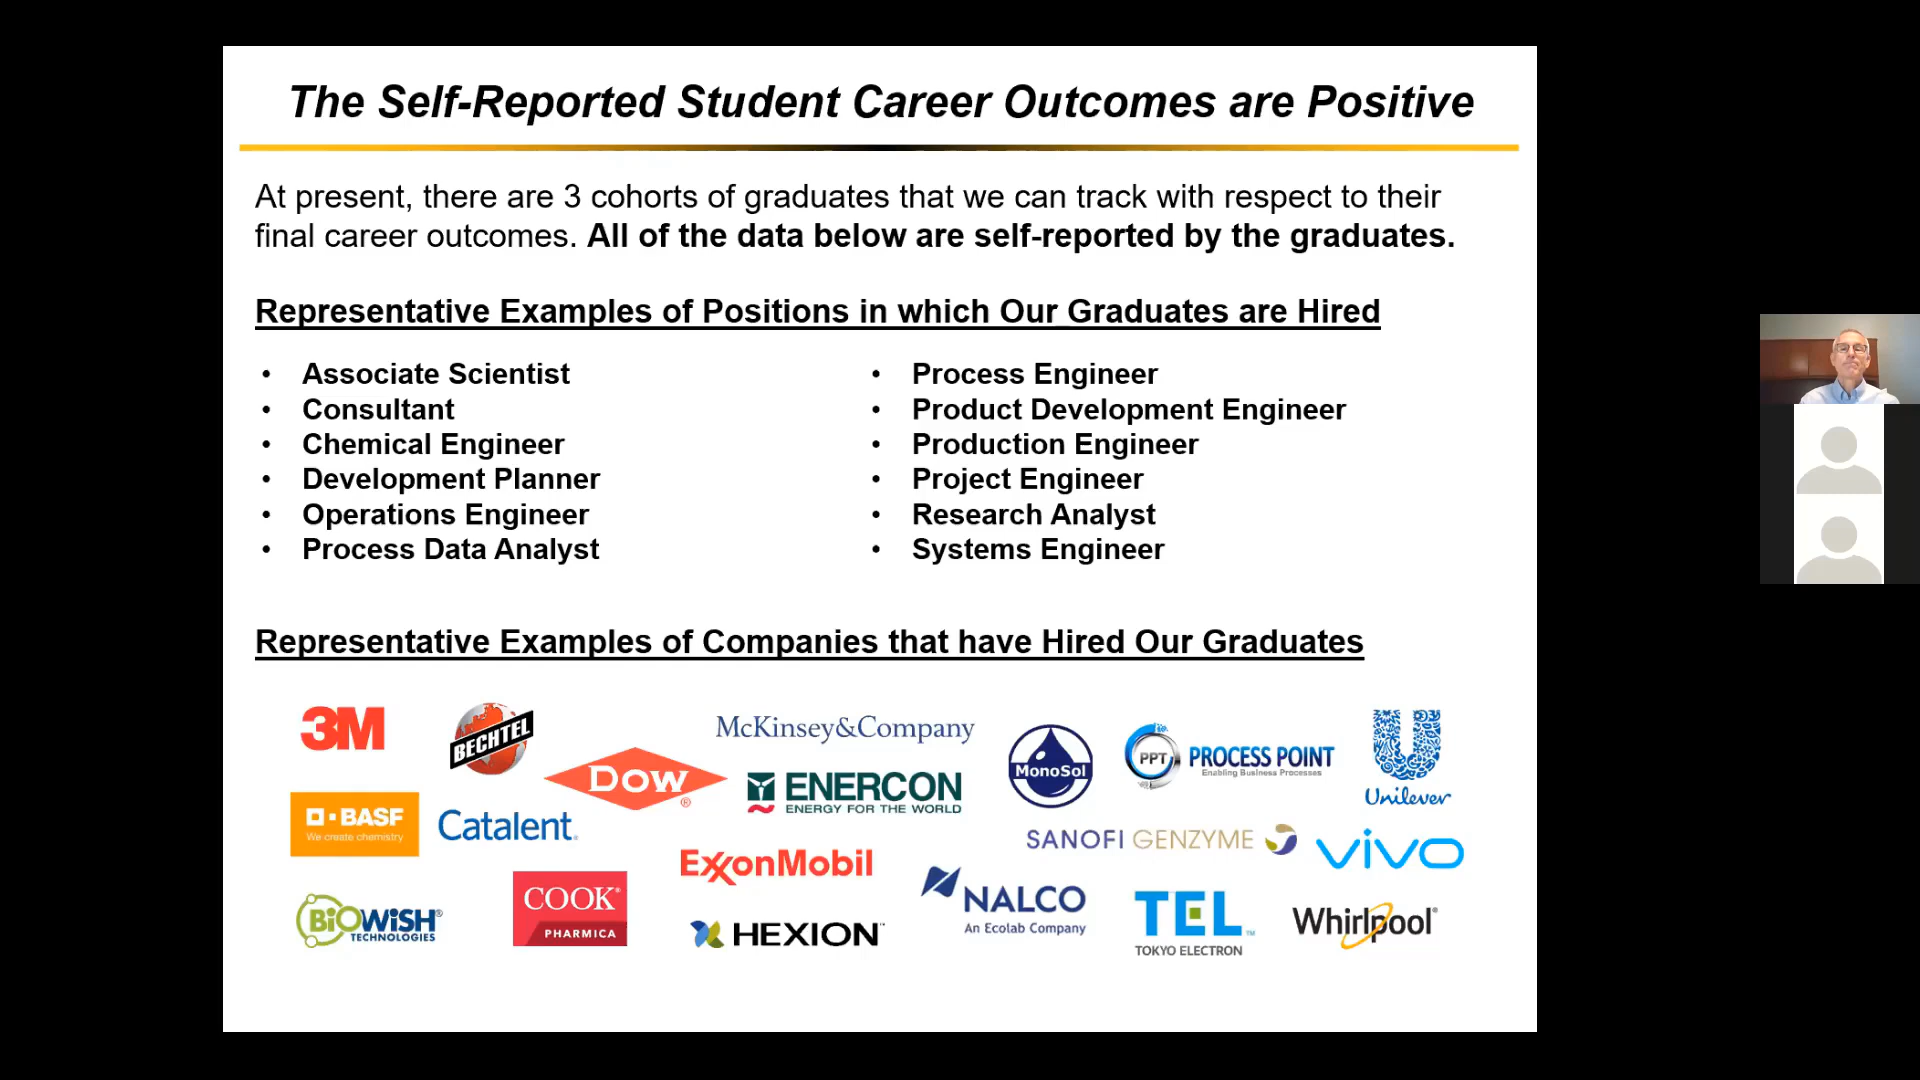 The Self-Reported Student Career Outcomes are Positive
At present, there are 3 cohorts of graduates that we can track with respect to their
final career outcomes. All of the data below are self-reported by the graduates.
Representative Examples of Positions in which Our Graduates are Hired
• Associate Scientist
• Consultant
• Chemical Engineer
• Development Planner
• Operations Engineer
• Process Data Analyst
• Process Engineer
• Product Development Engineer
• Production Engineer
• Project Engineer
• Research Analyst
• Systems Engineer
Representative Examples of Companies that have Hired Our Graduates
3M
BECHTEL
DOW®
McKinsey&Company
ENERCON
ENERGY FOR THE WORLD
MonoSol
PPT PROCESS POINT
Enabling Business Processes
Unilever
BASF
We create chemistry
Catalent
SANOFI GENZYME
vivo
ExxonMobil
BiOWiSH®
TECHNOLOGIES
COOK®
PHARMICA
HEXION™
NALCO
An Ecolab Company
TEL™
TOKYO ELECTRON
Whirlpool®